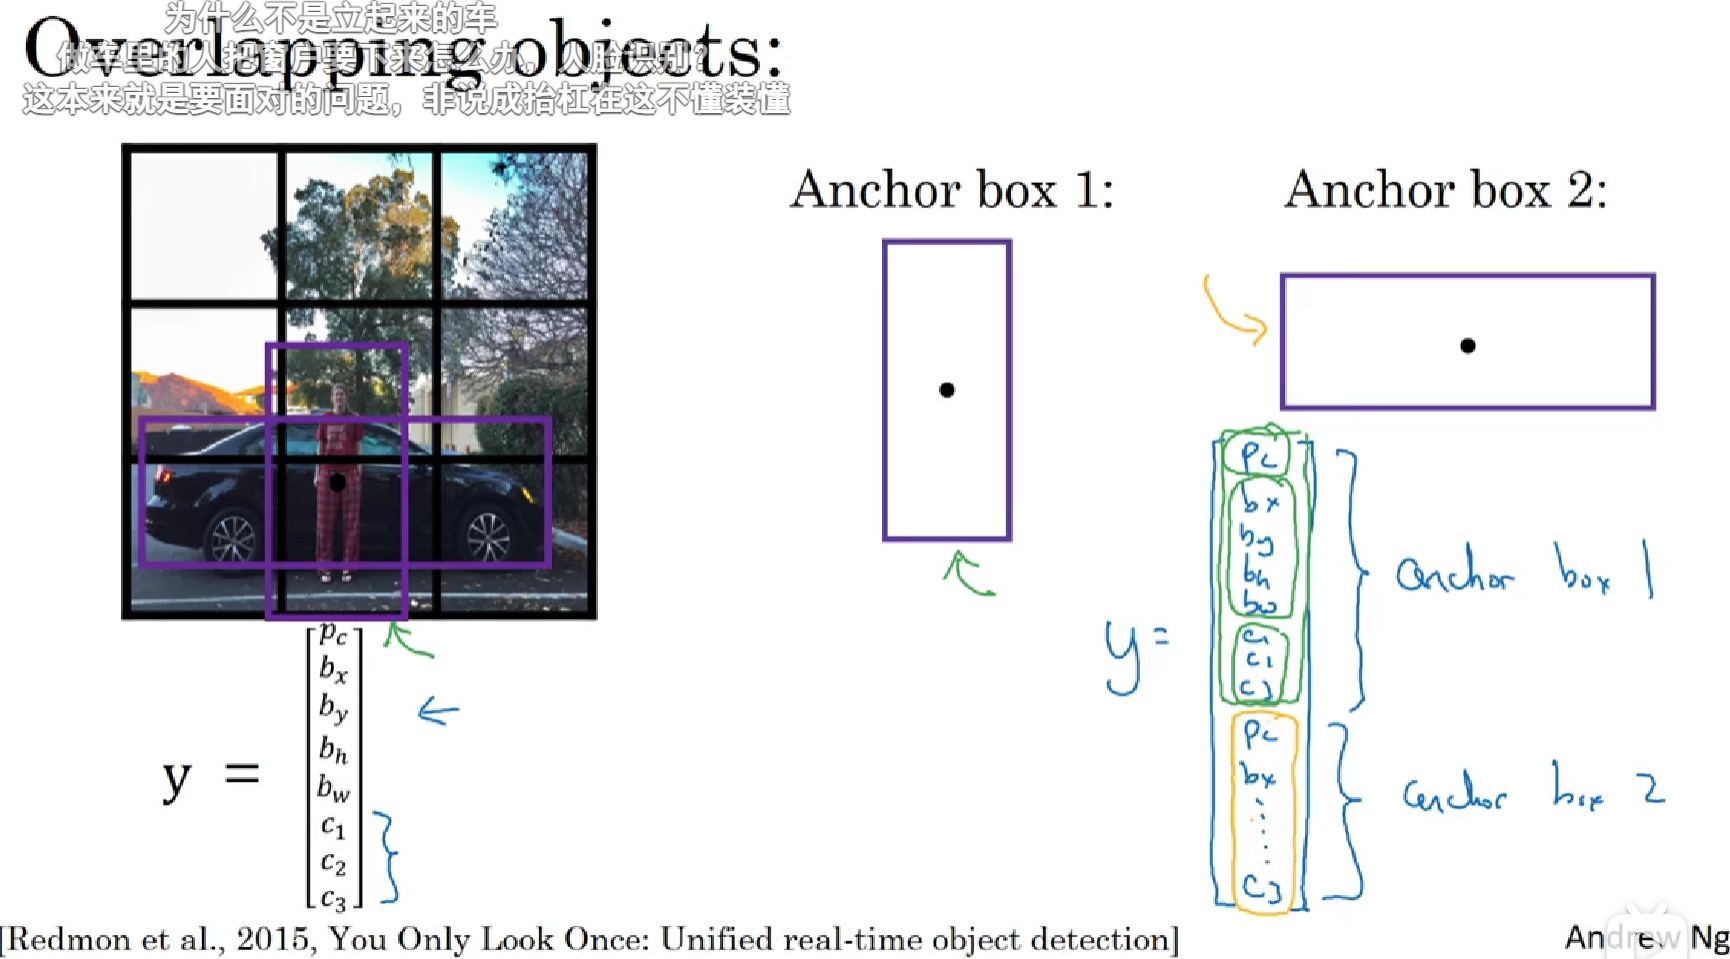 为什么不是立起来的车
Overlapping objects:
做车里的人把窗户要下来怎么办，人脸识别？
这本来就是要面对的问题，非说成抬杠在这不懂装懂
Anchor box 1:
Anchor box 2:
y =
p_c
b_x
b_y
b_h
b_w
c_1
c_2
c_3
y =
Pc
bx
by
bh
bw
c1
c1
c3
anchor box 1
Pc
bx
c3
anchor box 2
[Redmon et al., 2015, You Only Look Once: Unified real-time object detection]
Andrew Ng